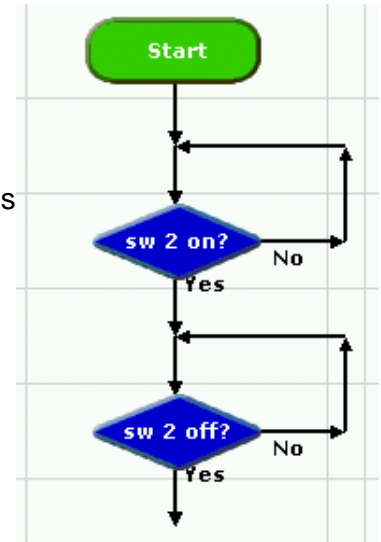 Start
s
sw 2 on?
No
Yes
sw 2 off?
No
Yes